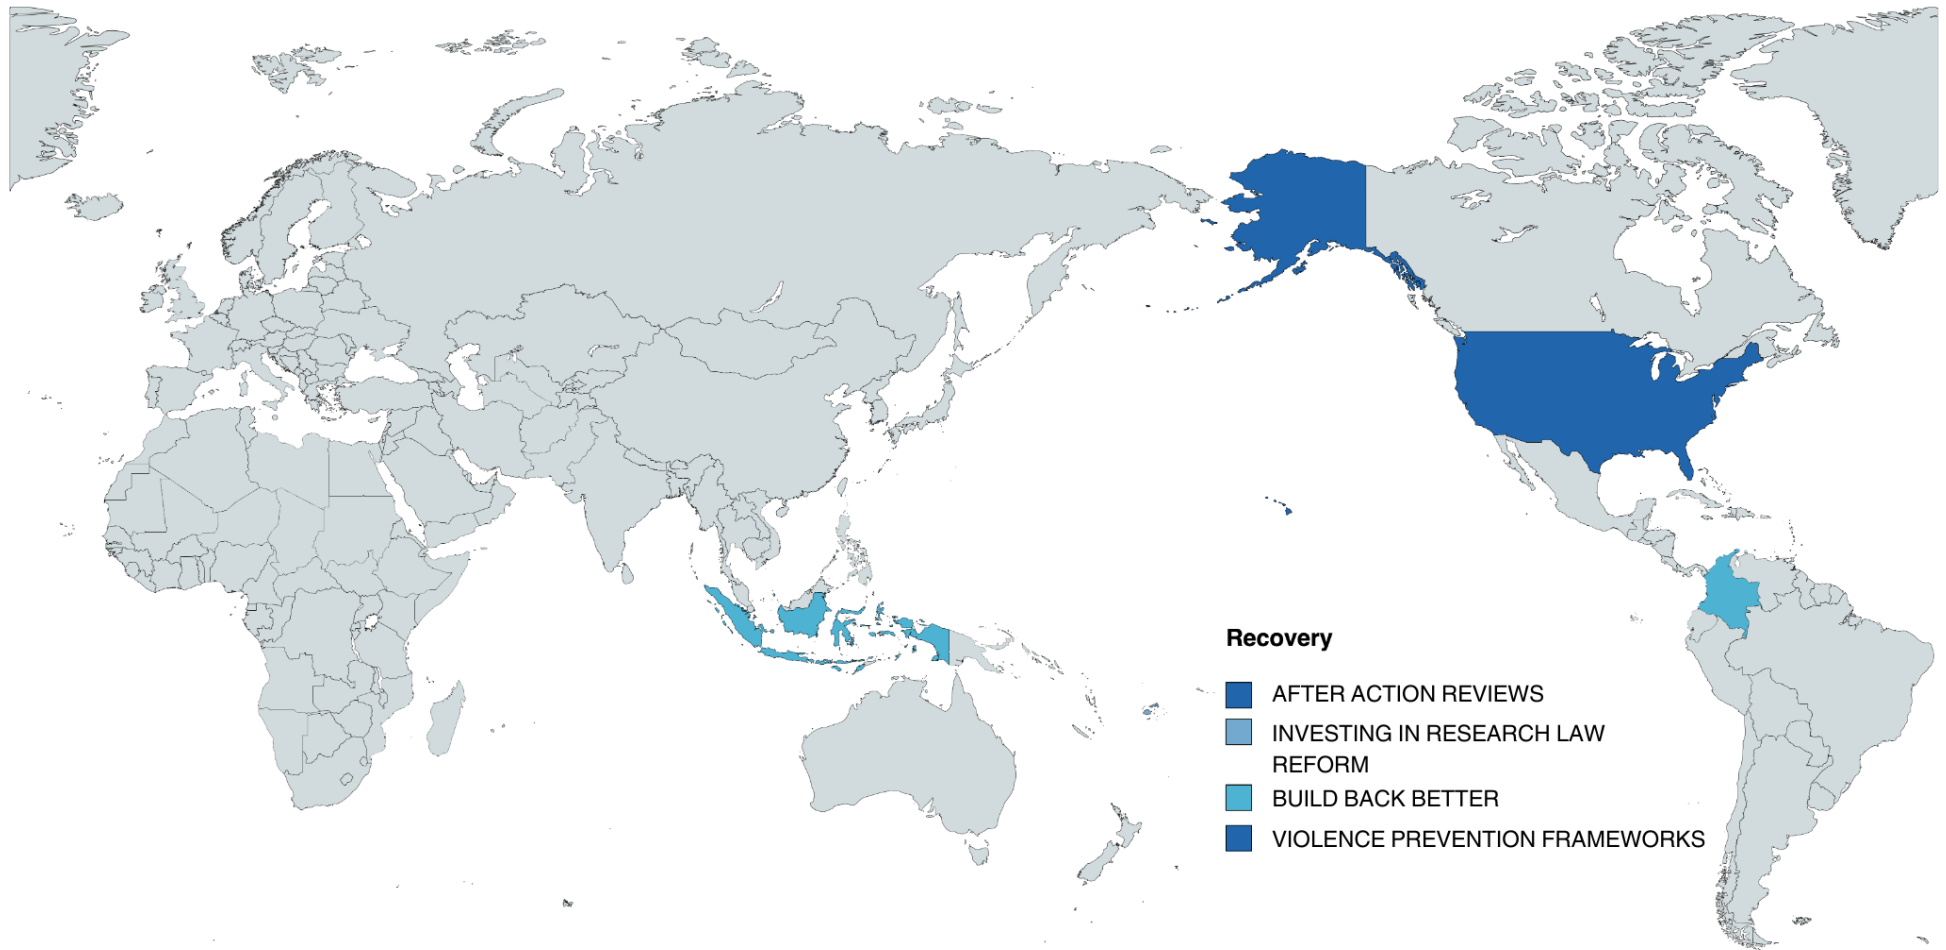 Recovery
AFTER ACTION REVIEWS
INVESTING IN RESEARCH LAW
REFORM
BUILD BACK BETTER
VIOLENCE PREVENTION FRAMEWORKS